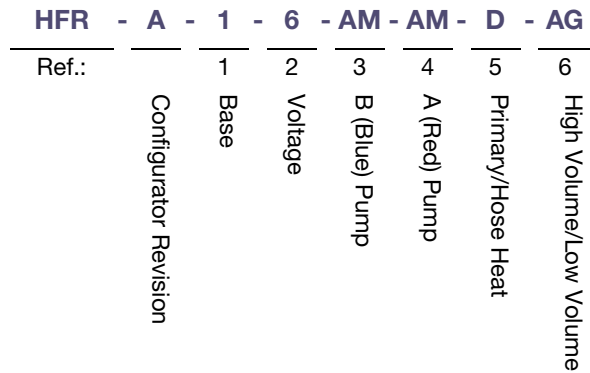 HFR - A - 1 - 6 - AM - AM - D - AG
Ref.: 1 2 3 4 5 6
Configurator Revision
Base
Voltage
B (Blue) Pump
A (Red) Pump
Primary/Hose Heat
High Volume/Low Volume